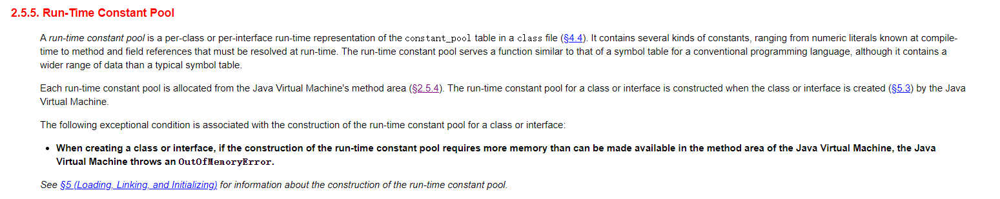 2.5.5. Run-Time Constant Pool
A run-time constant pool is a per-class or per-interface run-time representation of the constant_pool table in a class file (§4.4). It contains several kinds of constants, ranging from numeric literals known at compile-
time to method and field references that must be resolved at run-time. The run-time constant pool serves a function similar to that of a symbol table for a conventional programming language, although it contains a
wider range of data than a typical symbol table.
Each run-time constant pool is allocated from the Java Virtual Machine's method area (§2.5.4). The run-time constant pool for a class or interface is constructed when the class or interface is created (§5.3) by the Java
Virtual Machine.
The following exceptional condition is associated with the construction of the run-time constant pool for a class or interface:
• When creating a class or interface, if the construction of the run-time constant pool requires more memory than can be made available in the method area of the Java Virtual Machine, the Java
Virtual Machine throws an OutOfMemoryError.
See §5 (Loading, Linking, and Initializing) for information about the construction of the run-time constant pool.